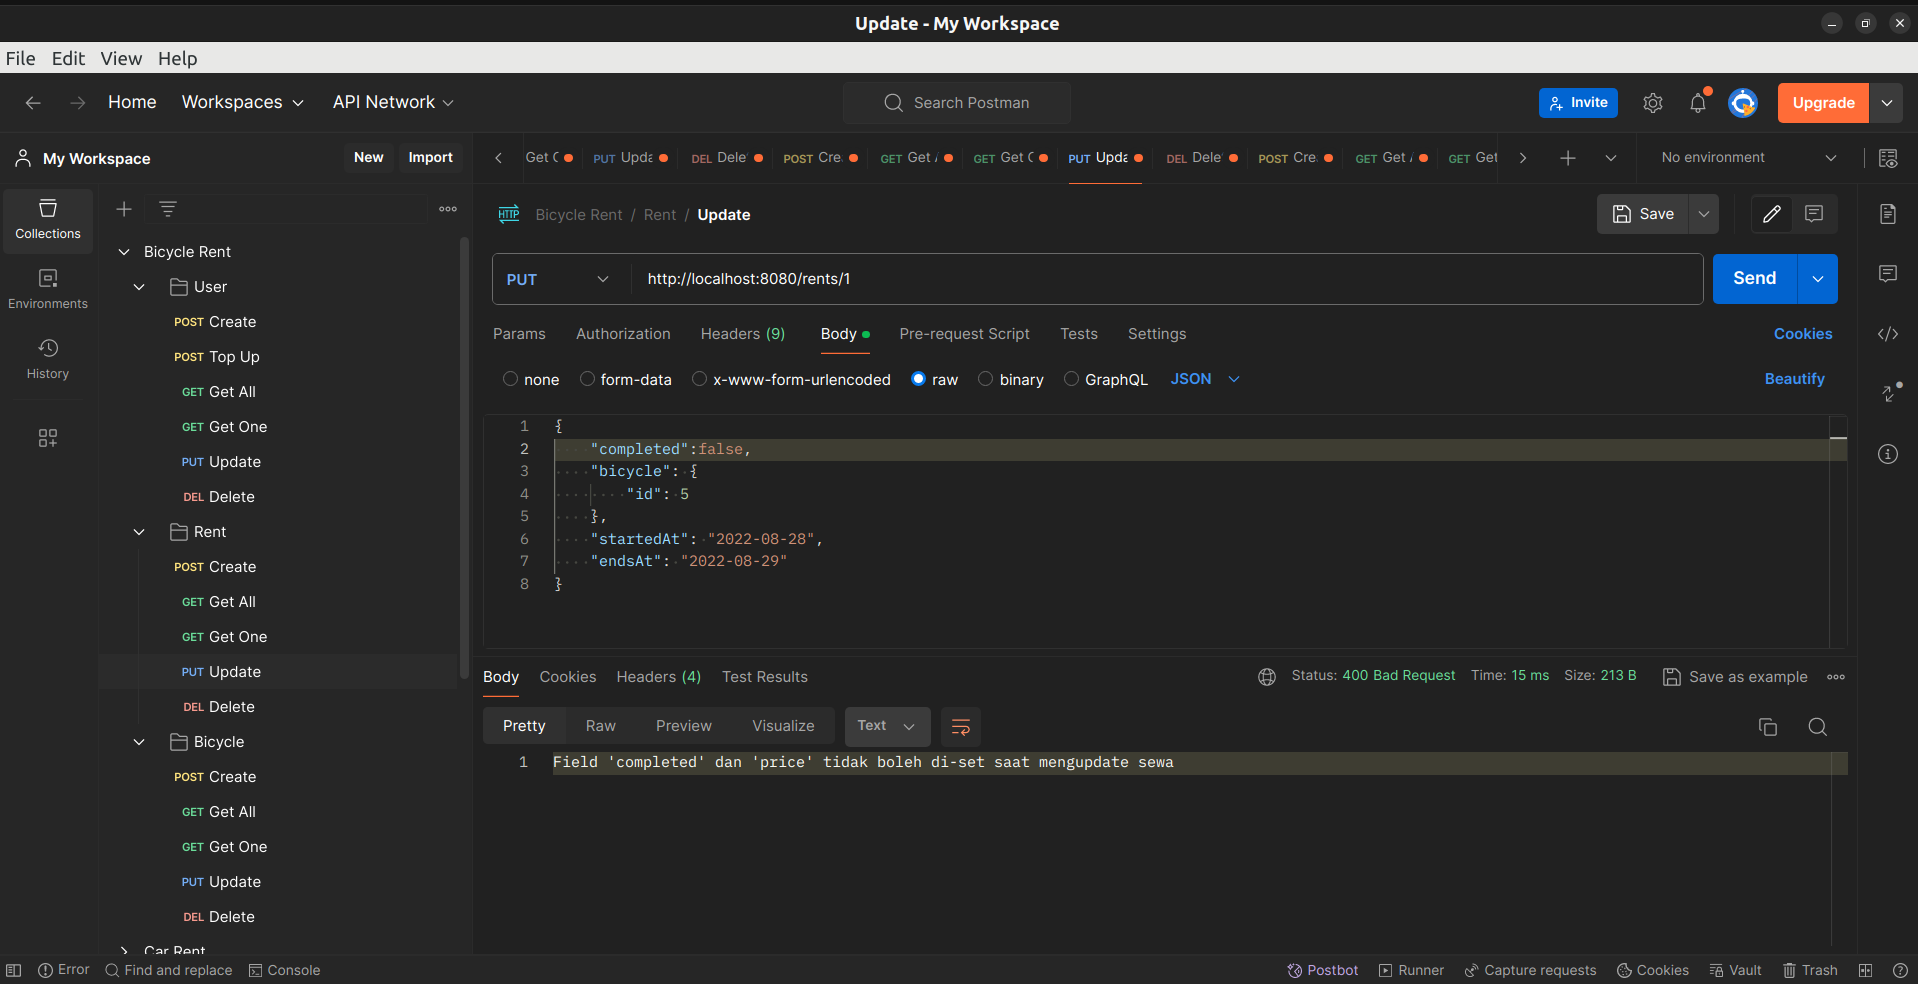 Update - My Workspace
File Edit View Help
Home Workspaces API Network Search Postman Invite Upgrade
My Workspace New Import
Get C PUT Upda DEL Dele POST Cre GET Get GET Get C PUT Upda DEL Dele POST Cre GET Get GET Get No environment
Collections
Environments
History
Bicycle Rent
User
POST Create
POST Top Up
GET Get All
GET Get One
PUT Update
DEL Delete
Rent
POST Create
GET Get All
GET Get One
PUT Update
DEL Delete
Bicycle
POST Create
GET Get All
GET Get One
PUT Update
DEL Delete
Car Rent
HTTP Bicycle Rent / Rent / Update Save
PUT http://localhost:8080/rents/1 Send
Params Authorization Headers (9) Body Pre-request Script Tests Settings Cookies
none form-data x-www-form-urlencoded raw binary GraphQL JSON Beautify
1 {
2 "completed":false,
3 "bicycle": {
4 "id": 5
5 },
6 "startedAt": "2022-08-28",
7 "endsAt": "2022-08-29"
8 }
Body Cookies Headers (4) Test Results Status: 400 Bad Request Time: 15 ms Size: 213 B Save as example
Pretty Raw Preview Visualize Text
1 Field 'completed' dan 'price' tidak boleh di-set saat mengupdate sewa
Error Find and replace Console Postbot Runner Capture requests Cookies Vault Trash